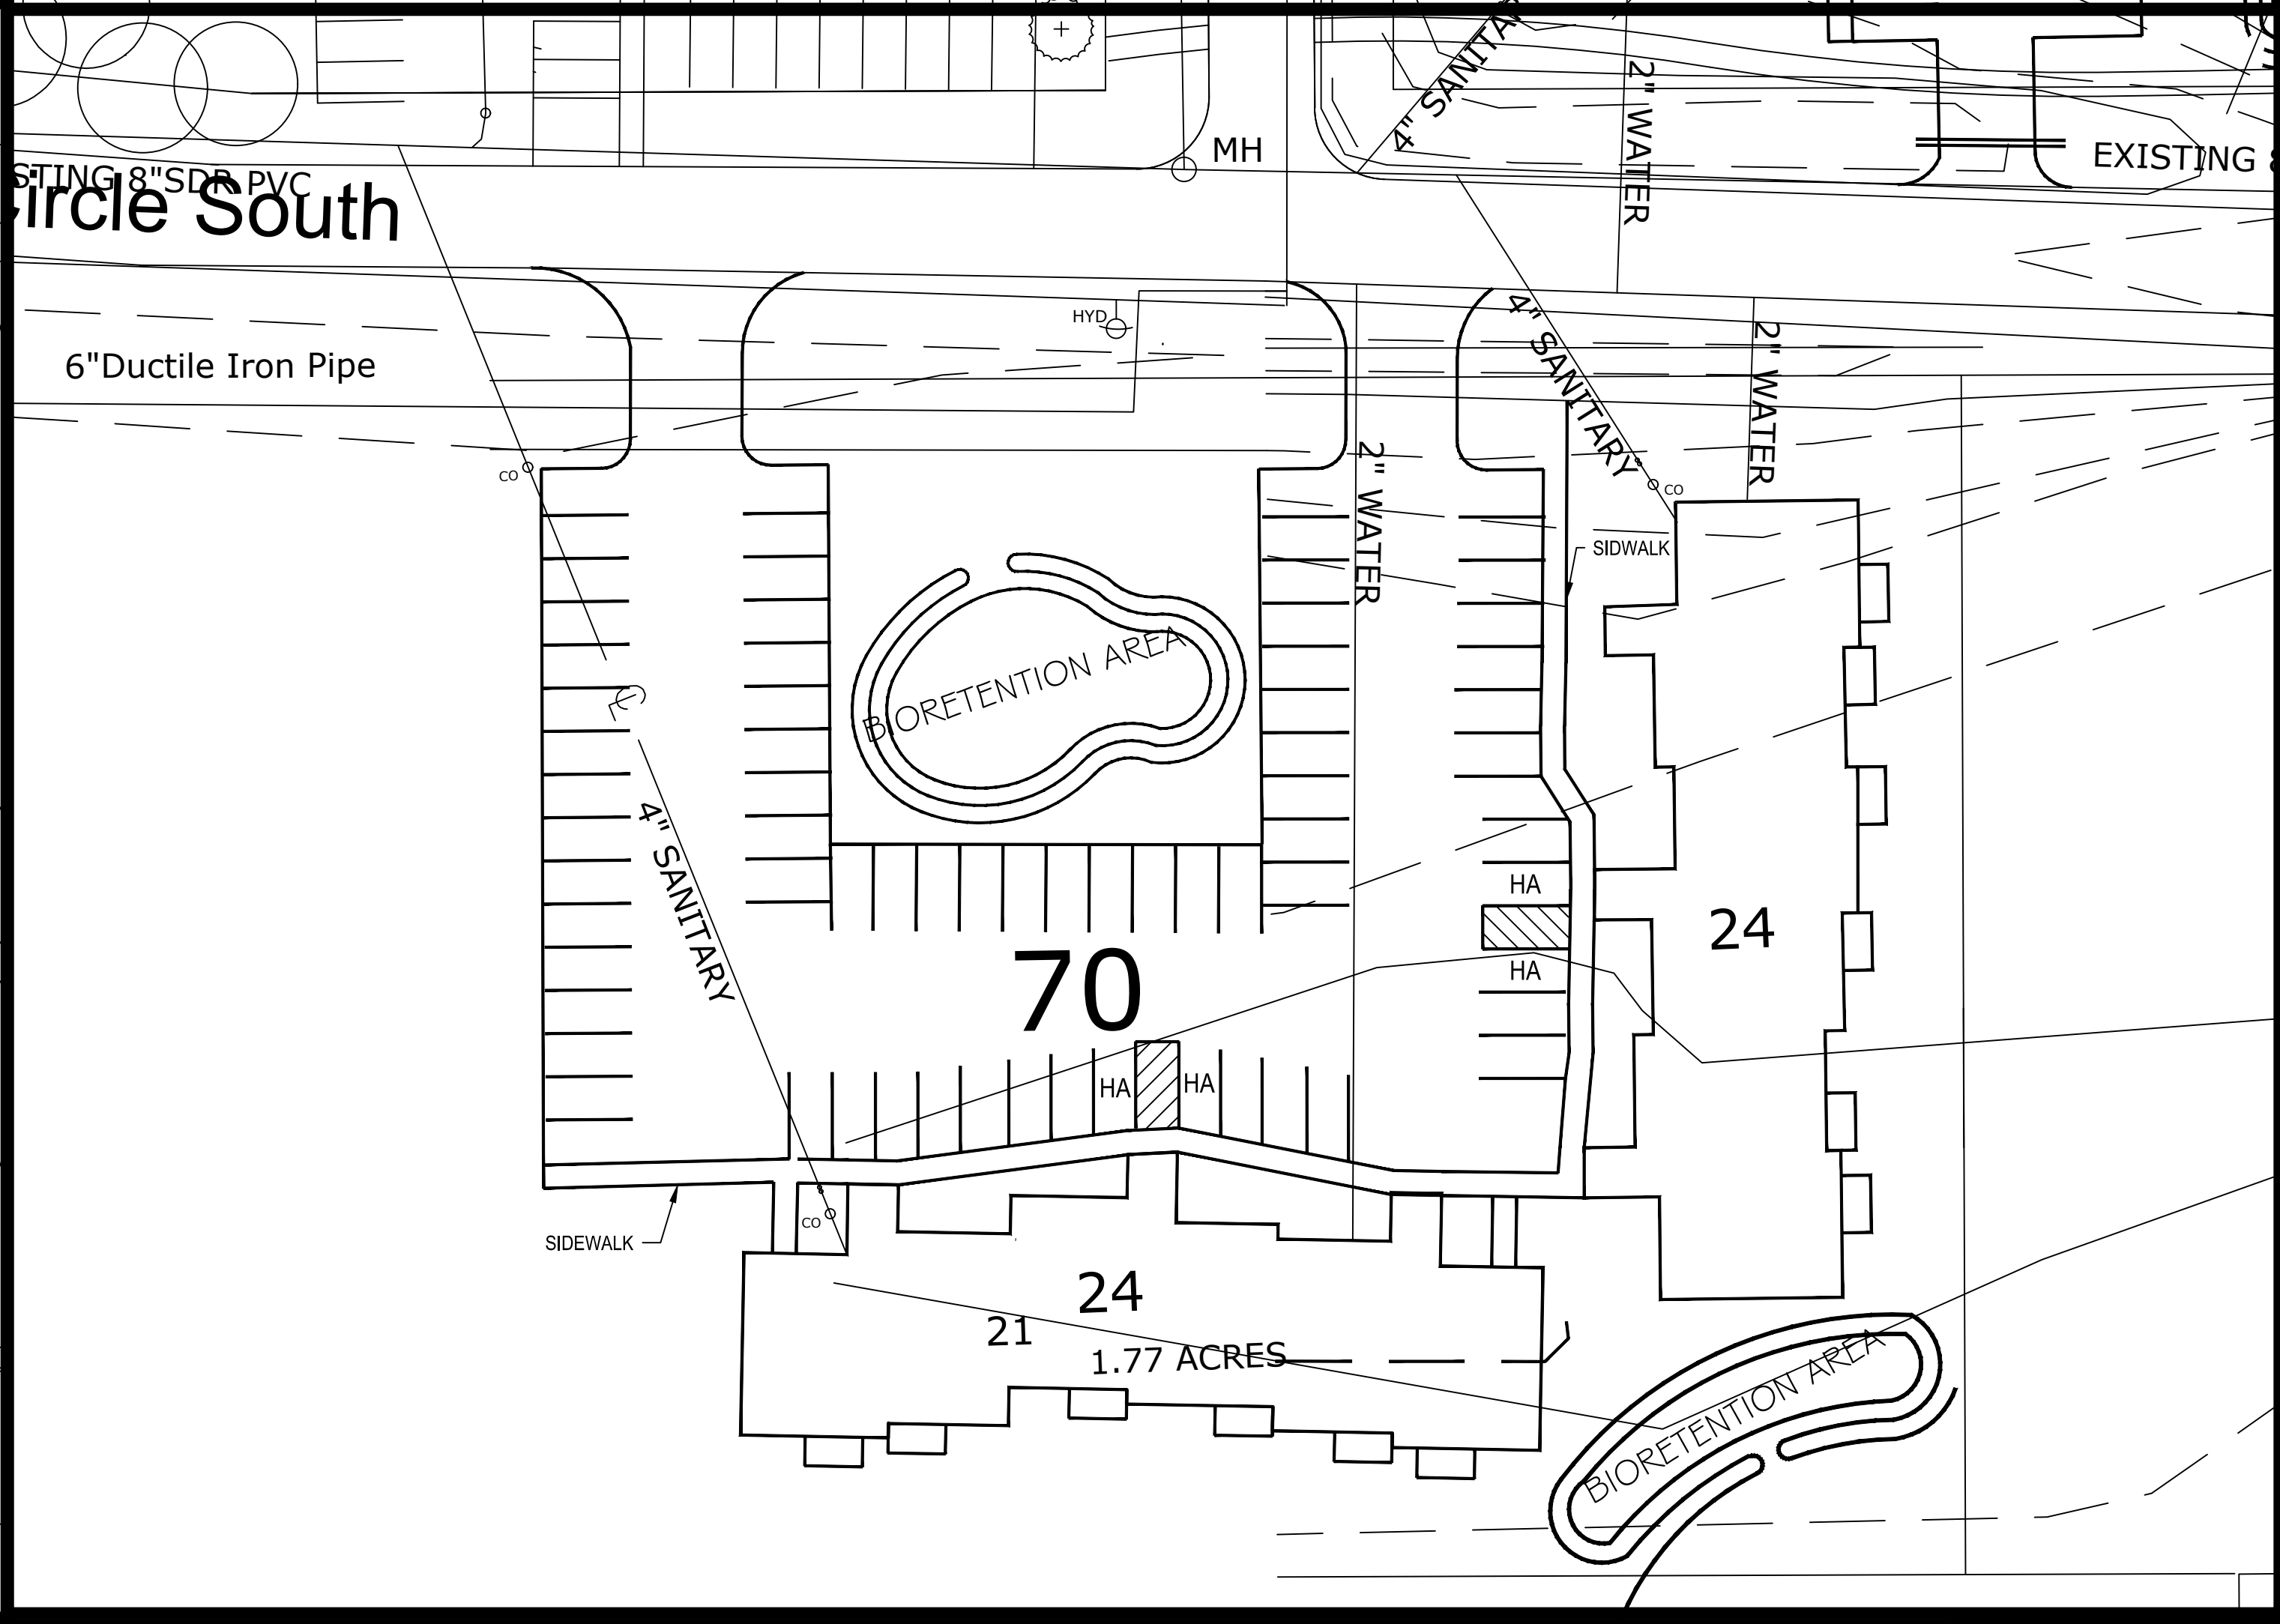 MH
4" SANITAR
2" WATER
EXISTING 8
STING 8"SDR PVC
ircle South
HYD
6"Ductile Iron Pipe
4" SANITARY
2" WATER
2" WATER
CO
CO
SIDWALK
BIORETENTION AREA
4" SANITARY
HA
HA
24
70
HA
HA
CO
SIDEWALK
24
21
1.77 ACRES
BIORETENTION AREA